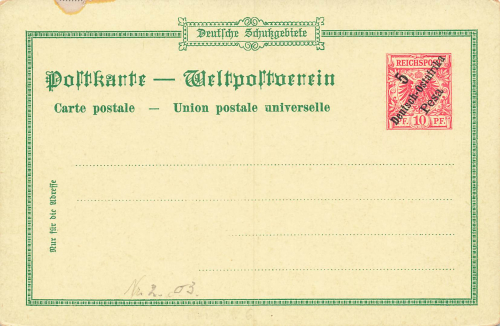 Deutsche Schutzgebiete
Postkarte — Weltpostverein
Carte postale — Union postale universelle
REICHSPOST
5
Deutsch-Ostafrika
Pesa
PF. 10 PF.
Nur für die Adresse